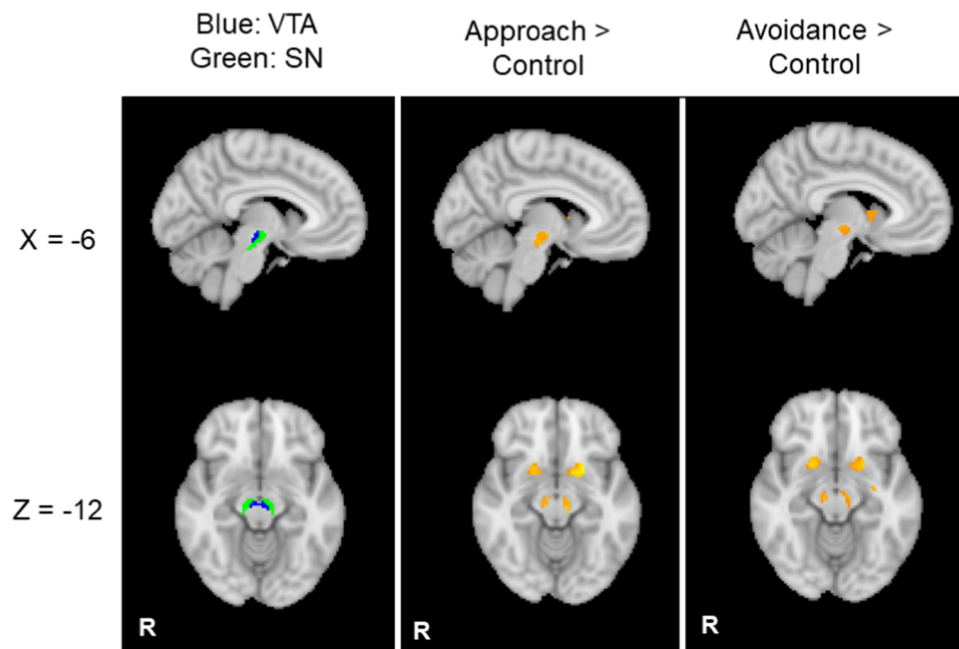 Blue: VTA
Green: SN
Approach >
Control
Avoidance >
Control
X = -6
Z = -12
R
R
R